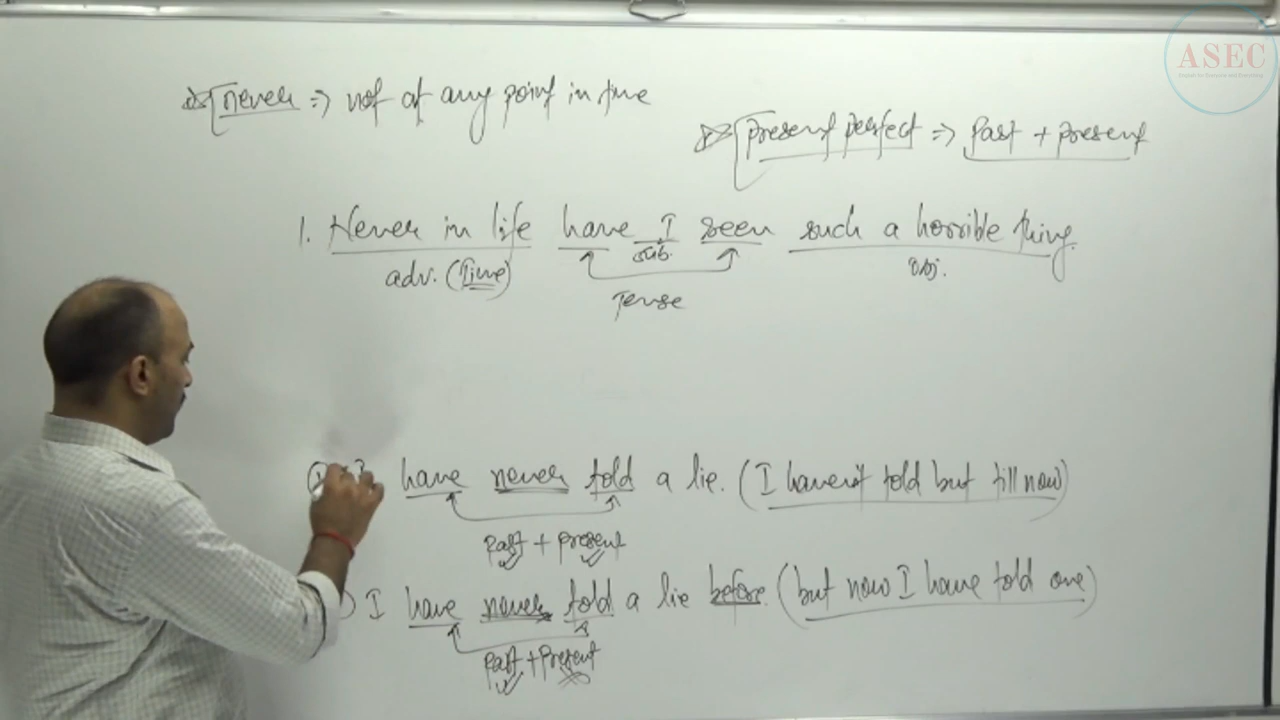 ASEC
never => not at any point in time
present perfect => past + present
1. Never in life have I seen such a horrible thing.
adv. (Time) sub. obj.
Tense
have never told a lie. (I haven't told but till now)
past + present
I have never told a lie before. (but now I have told one)
past + present